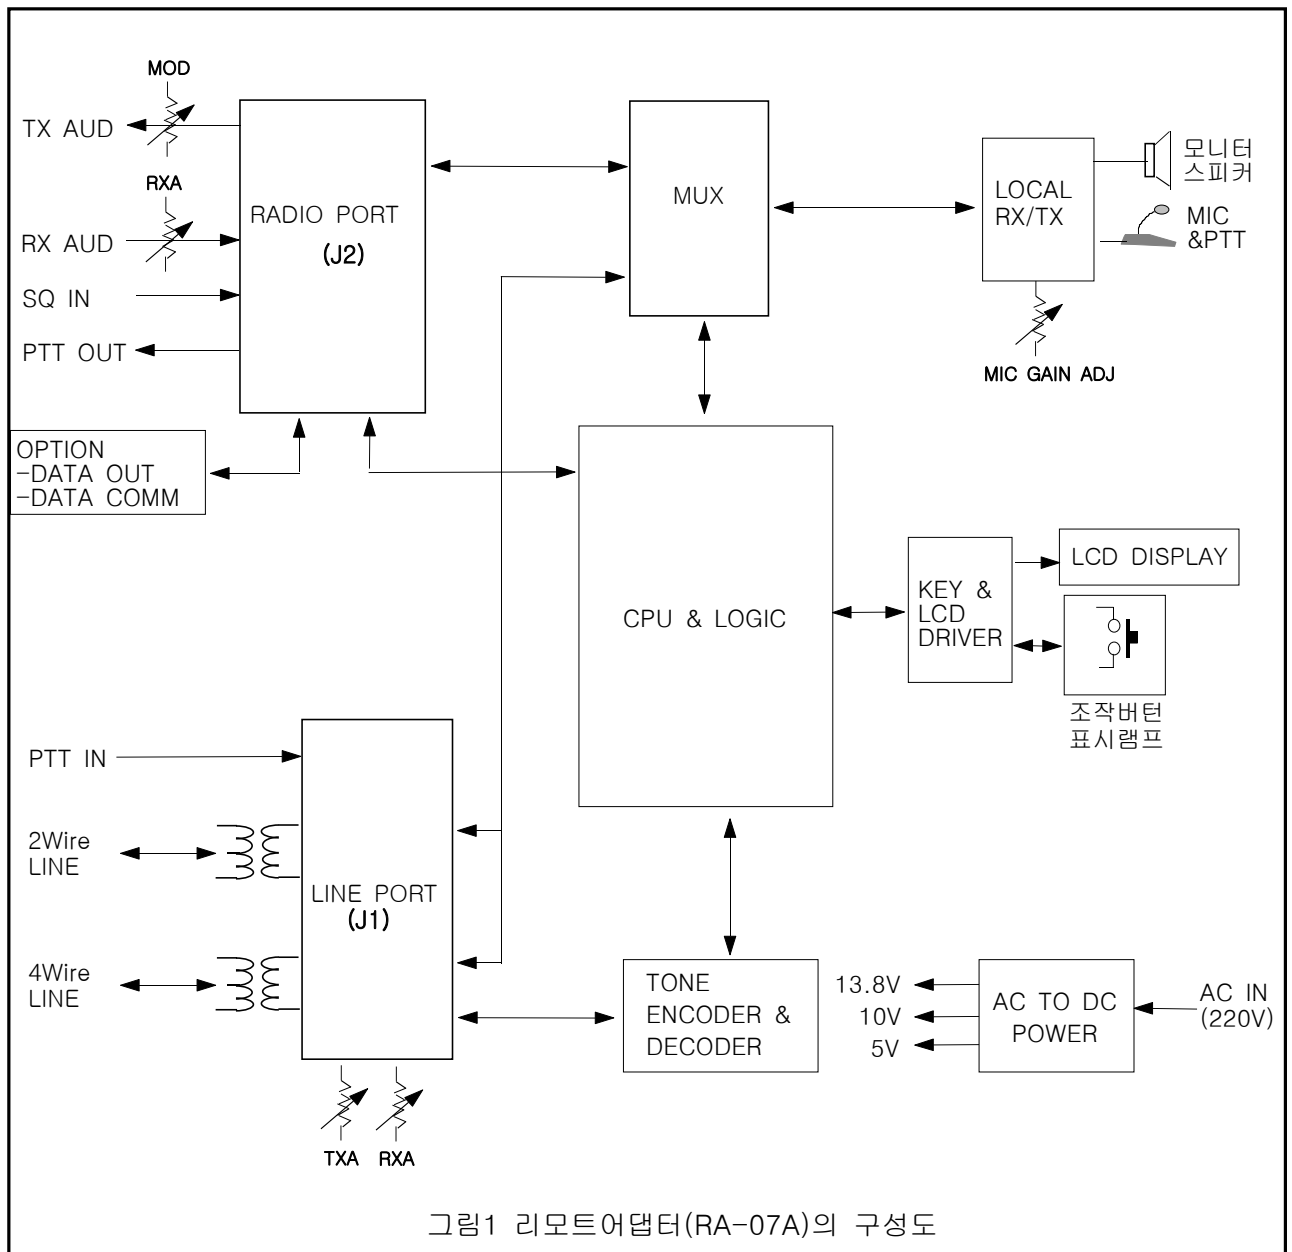 MOD
TX AUD
RXA
RX AUD
SQ IN
PTT OUT
RADIO PORT
(J2)
OPTION
-DATA OUT
-DATA COMM
MUX
LOCAL
RX/TX
모니터
스피커
MIC
&PTT
MIC GAIN ADJ
CPU & LOGIC
KEY &
LCD
DRIVER
LCD DISPLAY
조작버턴
표시램프
PTT IN
2Wire
LINE
4Wire
LINE
LINE PORT
(J1)
TXA
RXA
TONE
ENCODER &
DECODER
13.8V
10V
5V
AC TO DC
POWER
AC IN
(220V)
그림1 리모트어댑터(RA-07A)의 구성도